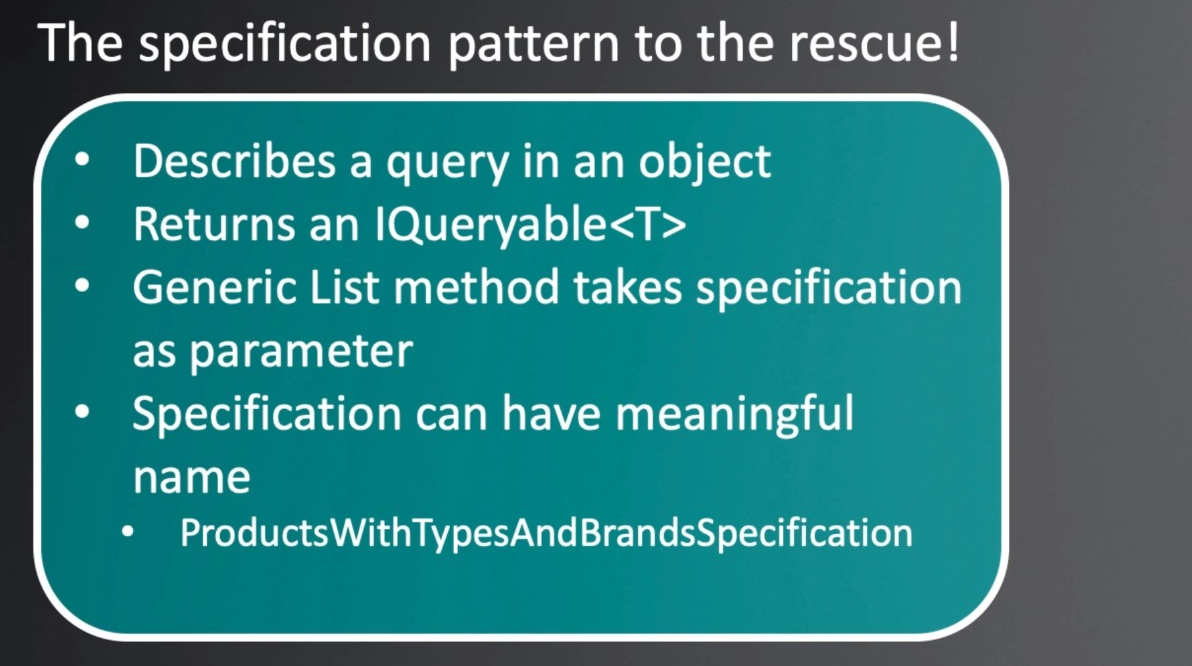 The specification pattern to the rescue!
• Describes a query in an object
• Returns an IQueryable<T>
• Generic List method takes specification
as parameter
• Specification can have meaningful
name
• ProductsWithTypesAndBrandsSpecification